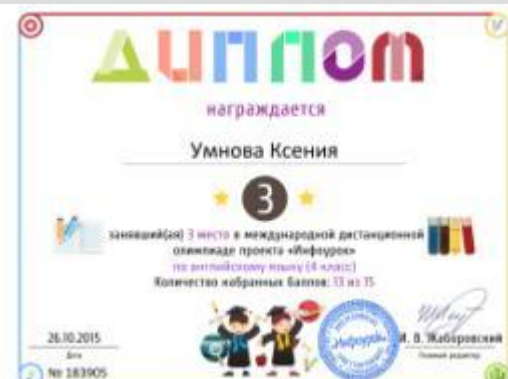 ДИПЛОМ
награждается
Умнова Ксения
3
занявший(ая) 3 место в международной дистанционной
олимпиаде проекта «Инфоурок»
по английскому языку (4 класс)
Количество набранных баллов: 13 из 15
26.10.2015
Дата
№ 183905
Инфоурок
И. В. Жаборовский
Главный редактор